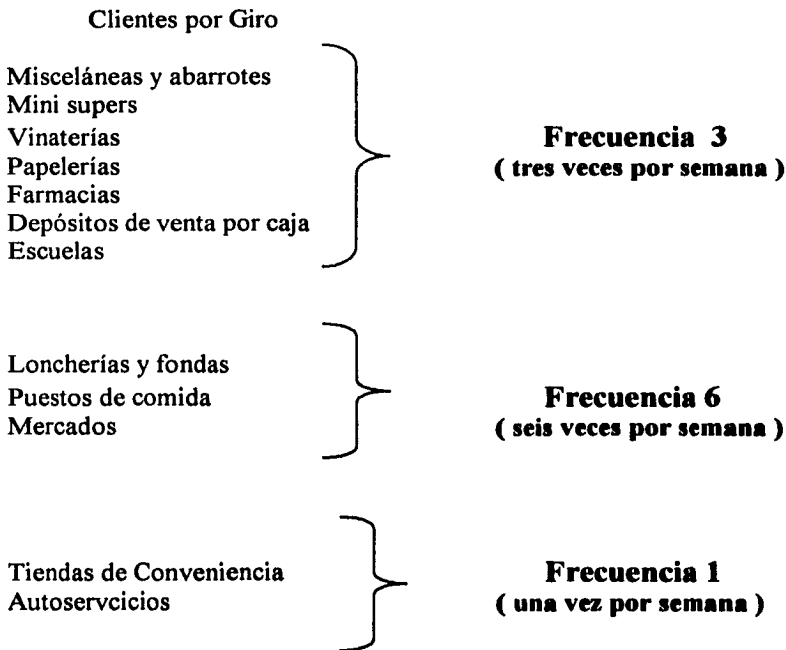 Clientes por Giro
Misceláneas y abarrotes
Mini supers
Vinaterías
Papelerías
Farmacias
Depósitos de venta por caja
Escuelas
Frecuencia 3
( tres veces por semana )
Loncherías y fondas
Puestos de comida
Mercados
Frecuencia 6
( seis veces por semana )
Tiendas de Conveniencia
Autoservcicios
Frecuencia 1
( una vez por semana )